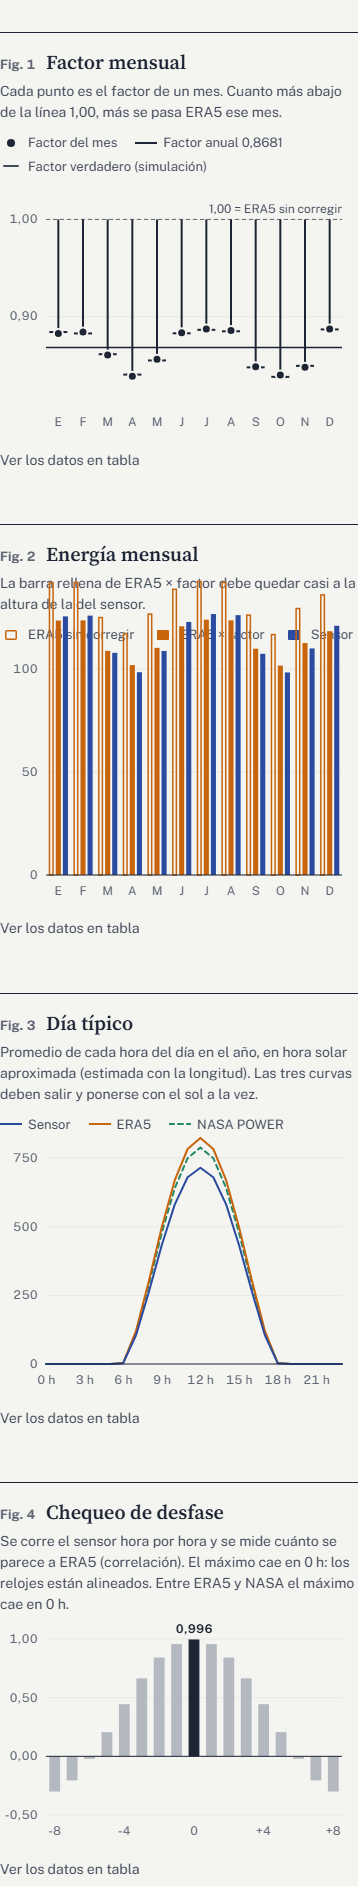 Fig. 1 Factor mensual
Cada punto es el factor de un mes. Cuanto más abajo
de la línea 1,00, más se pasa ERA5 ese mes.
Factor del mes Factor anual 0,8681
Factor verdadero (simulación)
1,00 = ERA5 sin corregir
1,00
0,90
E F M A M J J A S O N D
Ver los datos en tabla
Fig. 2 Energía mensual
La barra rellena de ERA5 × factor debe quedar casi a la
altura de la del sensor.
ERA5 sin corregir ERA5 × factor Sensor
100
50
0
E F M A M J J A S O N D
Ver los datos en tabla
Fig. 3 Día típico
Promedio de cada hora del día en el año, en hora solar
aproximada (estimada con la longitud). Las tres curvas
deben salir y ponerse con el sol a la vez.
Sensor ERA5 NASA POWER
750
500
250
0
0 h 3 h 6 h 9 h 12 h 15 h 18 h 21 h
Ver los datos en tabla
Fig. 4 Chequeo de desfase
Se corre el sensor hora por hora y se mide cuánto se
parece a ERA5 (correlación). El máximo cae en 0 h: los
relojes están alineados. Entre ERA5 y NASA el máximo
cae en 0 h.
0,996
1,00
0,50
0,00
-0,50
-8 -4 0 +4 +8
Ver los datos en tabla